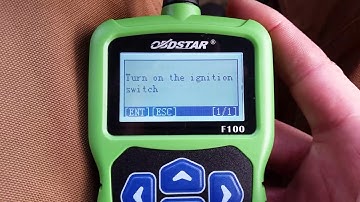 OBDSTAR®
Turn on the ignition
switch
[ENT][ESC] [1/1]
F100